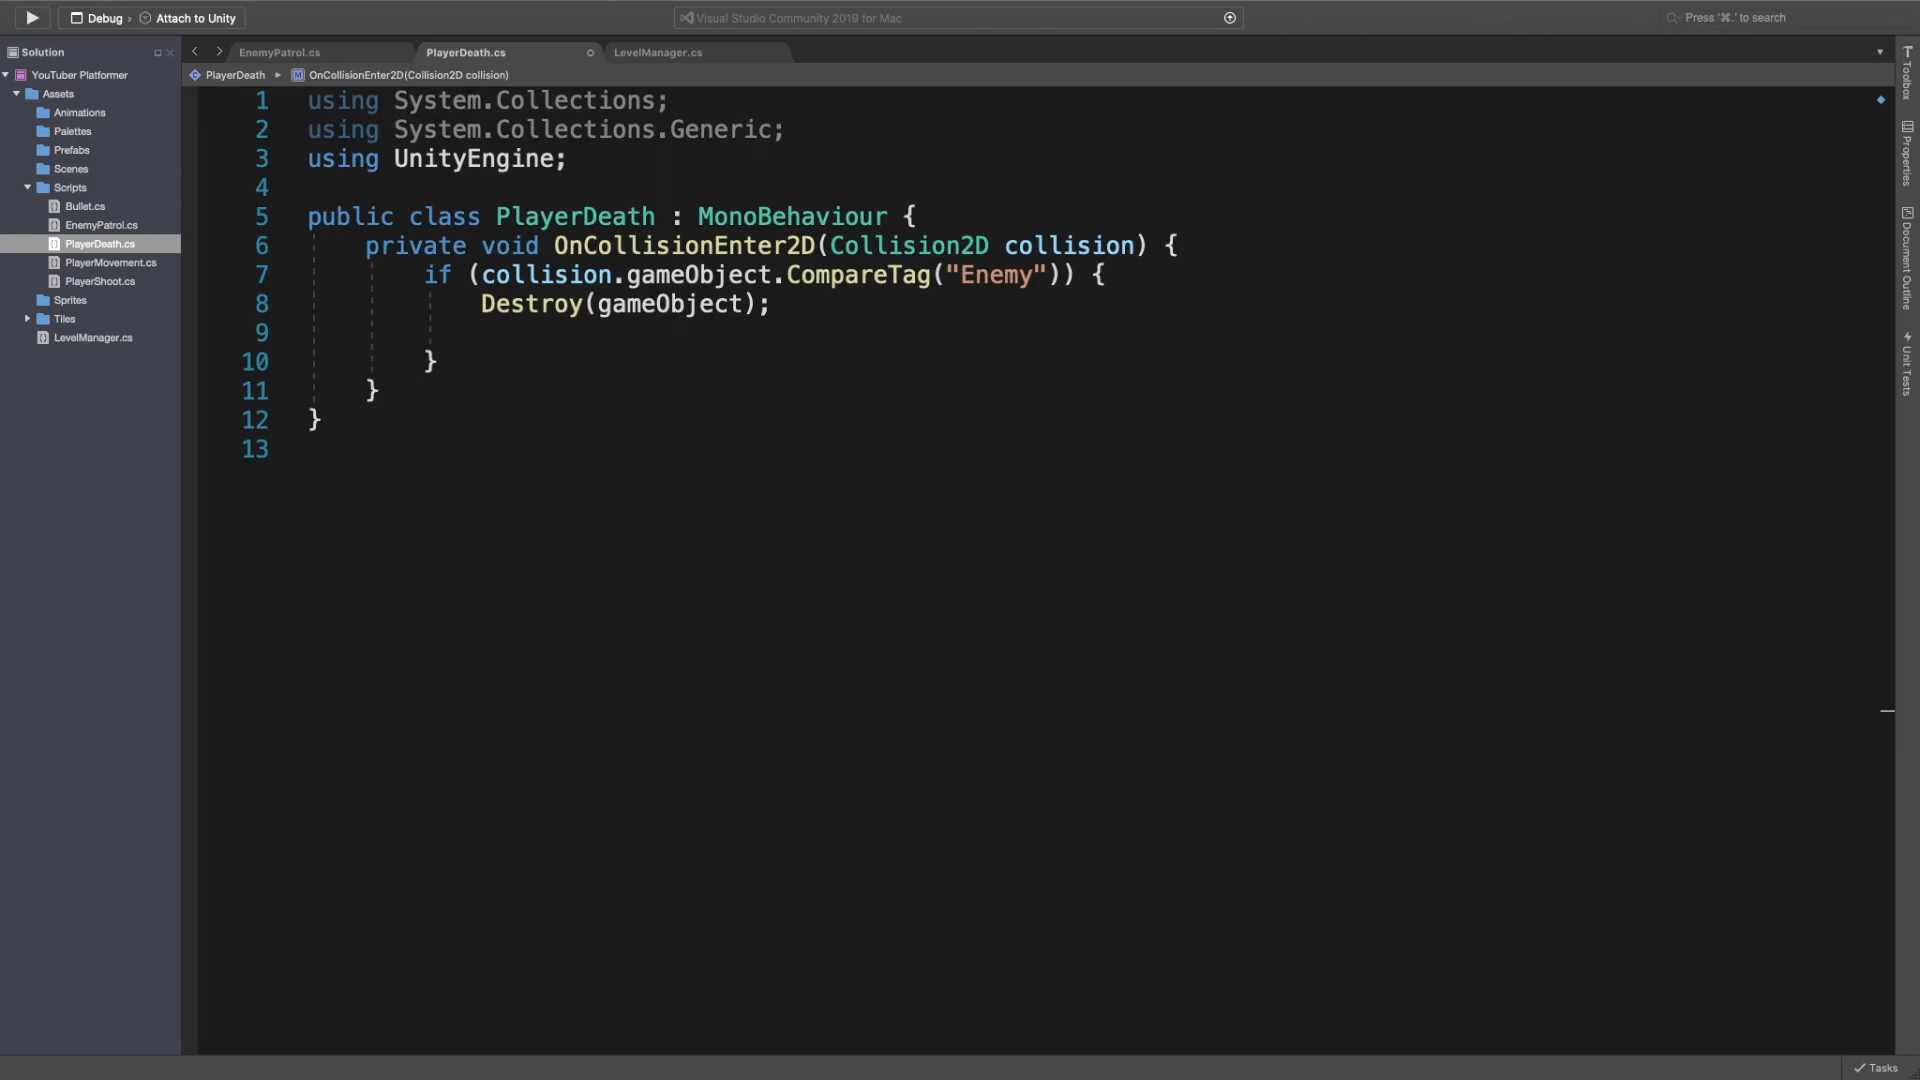 Debug › Attach to Unity
Visual Studio Community 2019 for Mac
Press '⌘.' to search
Solution
YouTuber Platformer
Assets
Animations
Palettes
Prefabs
Scenes
Scripts
Bullet.cs
EnemyPatrol.cs
PlayerDeath.cs
PlayerMovement.cs
PlayerShoot.cs
Sprites
Tiles
LevelManager.cs
EnemyPatrol.cs
PlayerDeath.cs
LevelManager.cs
PlayerDeath ▸ M OnCollisionEnter2D(Collision2D collision)
1 using System.Collections;
2 using System.Collections.Generic;
3 using UnityEngine;
4
5 public class PlayerDeath : MonoBehaviour {
6 private void OnCollisionEnter2D(Collision2D collision) {
7 if (collision.gameObject.CompareTag("Enemy")) {
8 Destroy(gameObject);
9
10 }
11 }
12 }
13
Toolbox
Properties
Document Outline
Unit Tests
Tasks